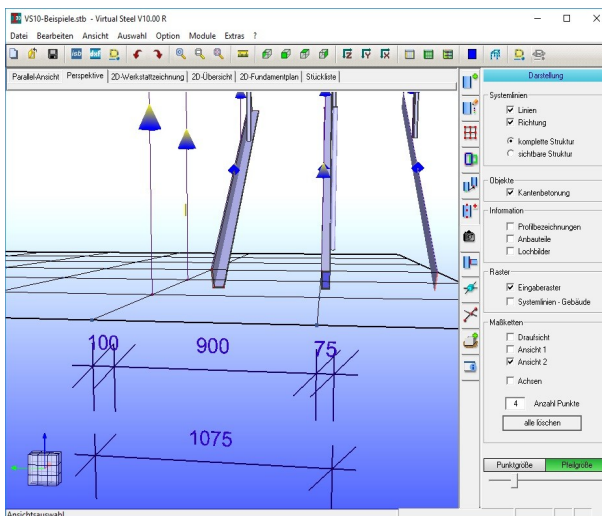 VS10-Beispiele.stb - Virtual Steel V10.00 R
Datei Bearbeiten Ansicht Auswahl Option Module Extras ?
Parallel-Ansicht Perspektive 2D-Werkstattzeichnung 2D-Übersicht 2D-Fundamentplan Stückliste
Darstellung
Systemlinien
Linien
Richtung
komplette Struktur
sichtbare Struktur
Objekte
Kantenbetonung
Information
Profilbezeichnungen
Anbauteile
Lochbilder
Raster
Eingaberaster
Systemlinien - Gebäude
Maßketten
Draufsicht
Ansicht 1
Ansicht 2
Achsen
4 Anzahl Punkte
alle löschen
Punktgröße Pfeilgröße
100 900 75
1075
Ansichtsauswahl